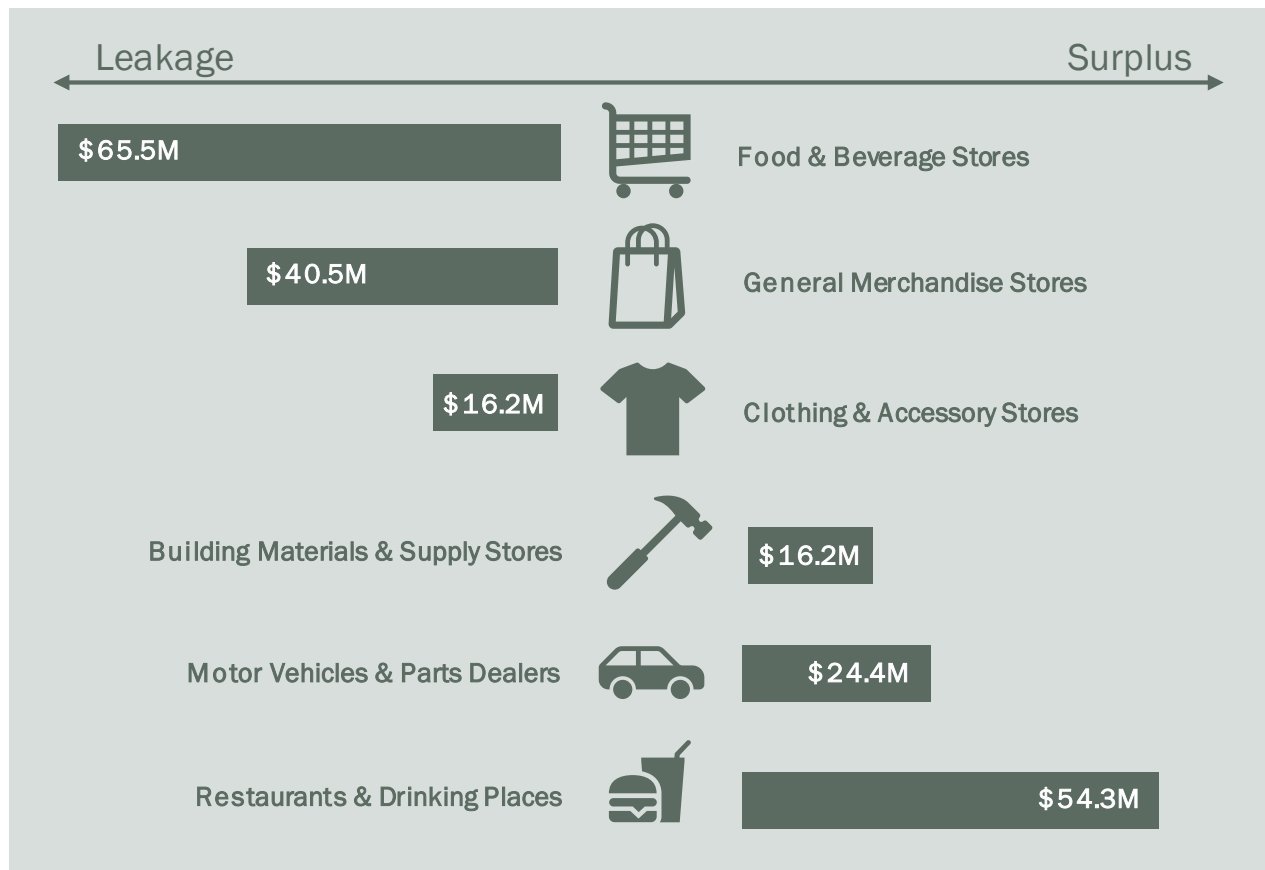 Leakage
Surplus
$65.5M
Food & Beverage Stores
$40.5M
General Merchandise Stores
$16.2M
Clothing & Accessory Stores
Building Materials & Supply Stores
$16.2M
Motor Vehicles & Parts Dealers
$24.4M
Restaurants & Drinking Places
$54.3M